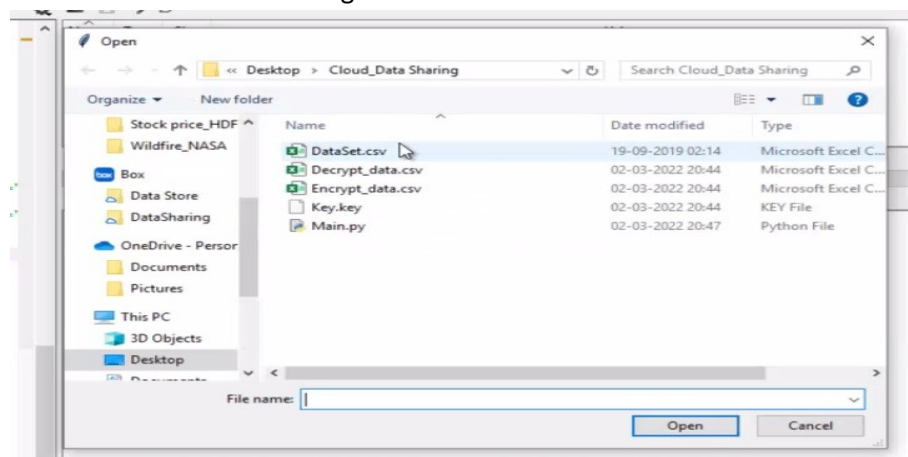 Open
« Desktop > Cloud_Data Sharing
Search Cloud_Data Sharing
Organize
New folder
Stock price_HDF
Wildfire_NASA
Box
Data Store
DataSharing
OneDrive - Person
Documents
Pictures
This PC
3D Objects
Desktop
Name Date modified Type
DataSet.csv 19-09-2019 02:14 Microsoft Excel C...
Decrypt_data.csv 02-03-2022 20:44 Microsoft Excel C...
Encrypt_data.csv 02-03-2022 20:44 Microsoft Excel C...
Key.key 02-03-2022 20:44 KEY File
Main.py 02-03-2022 20:47 Python File
File name:
Open Cancel